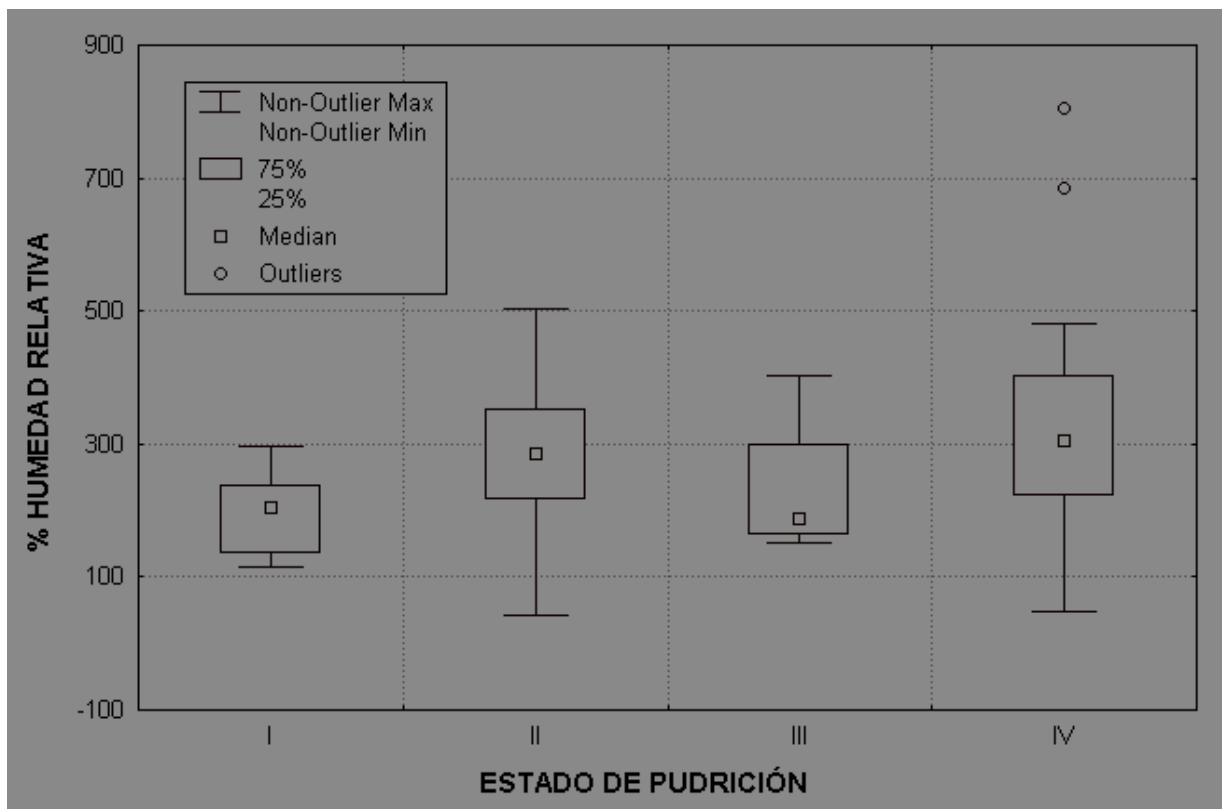 900
700
500
300
100
-100
% HUMEDAD RELATIVA
Non-Outlier Max
Non-Outlier Min
75%
25%
Median
Outliers
I II III IV
ESTADO DE PUDRICIÓN